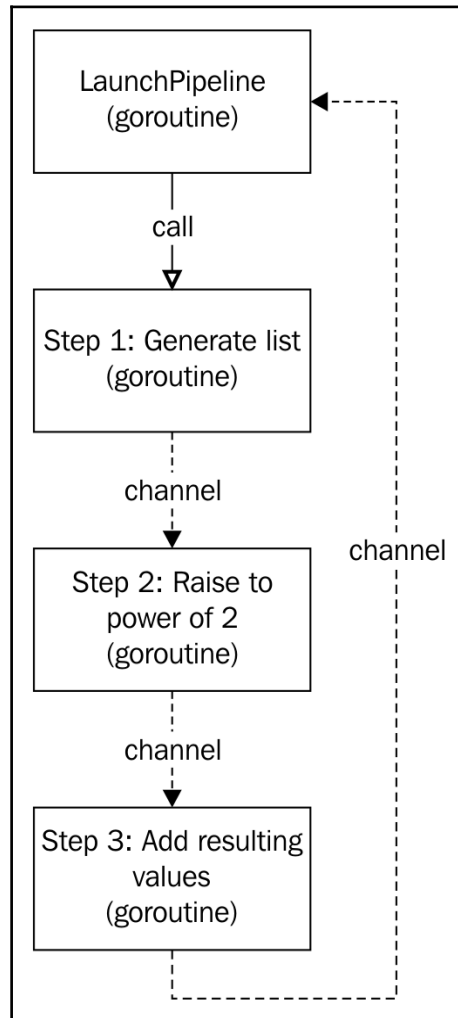 LaunchPipeline
(goroutine)
call
Step 1: Generate list
(goroutine)
channel
channel
Step 2: Raise to
power of 2
(goroutine)
channel
Step 3: Add resulting
values
(goroutine)